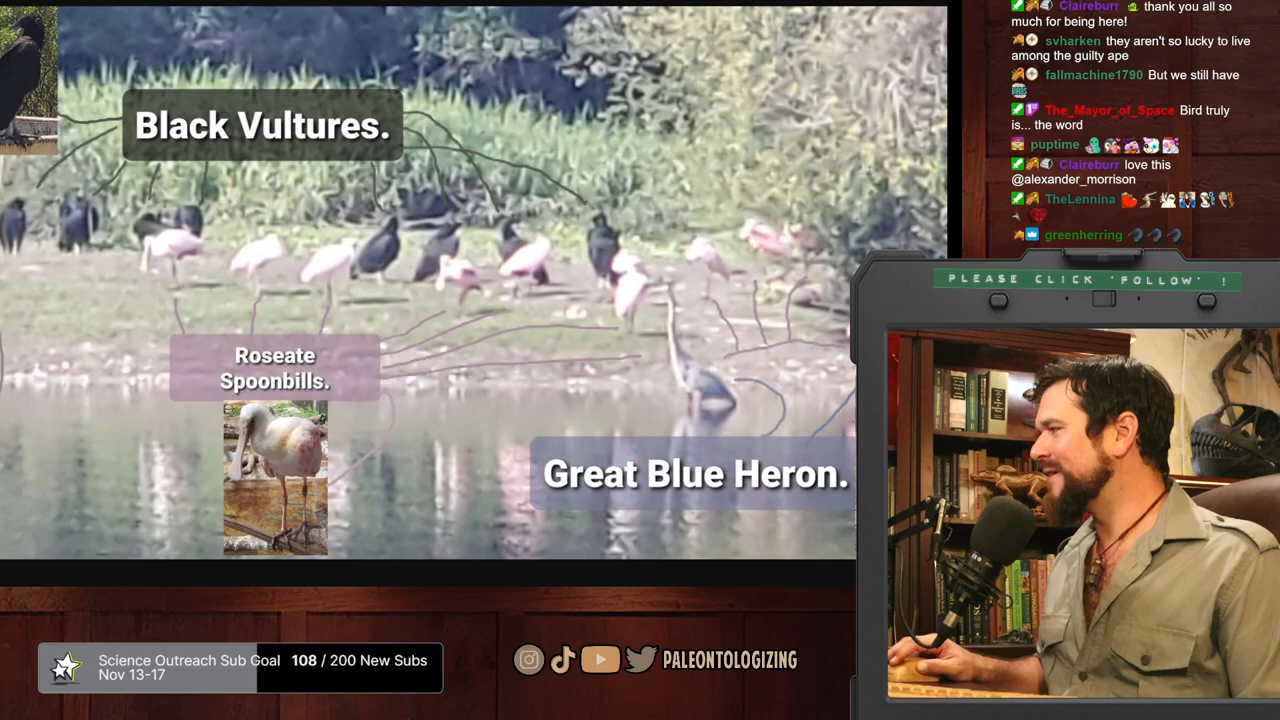 Black Vultures.
Roseate
Spoonbills.
Great Blue Heron.
Claireburr thank you all so
much for being here!
svharken they aren't so lucky to live
among the guilty ape
fallmachine1790 But we still have
The_Mayor_of_Space Bird truly
is... the word
puptime
Claireburr love this
@alexander_morrison
TheLennina
greenherring
PLEASE CLICK 'FOLLOW' !
Science Outreach Sub Goal 108 / 200 New Subs
Nov 13-17
PALEONTOLOGIZING